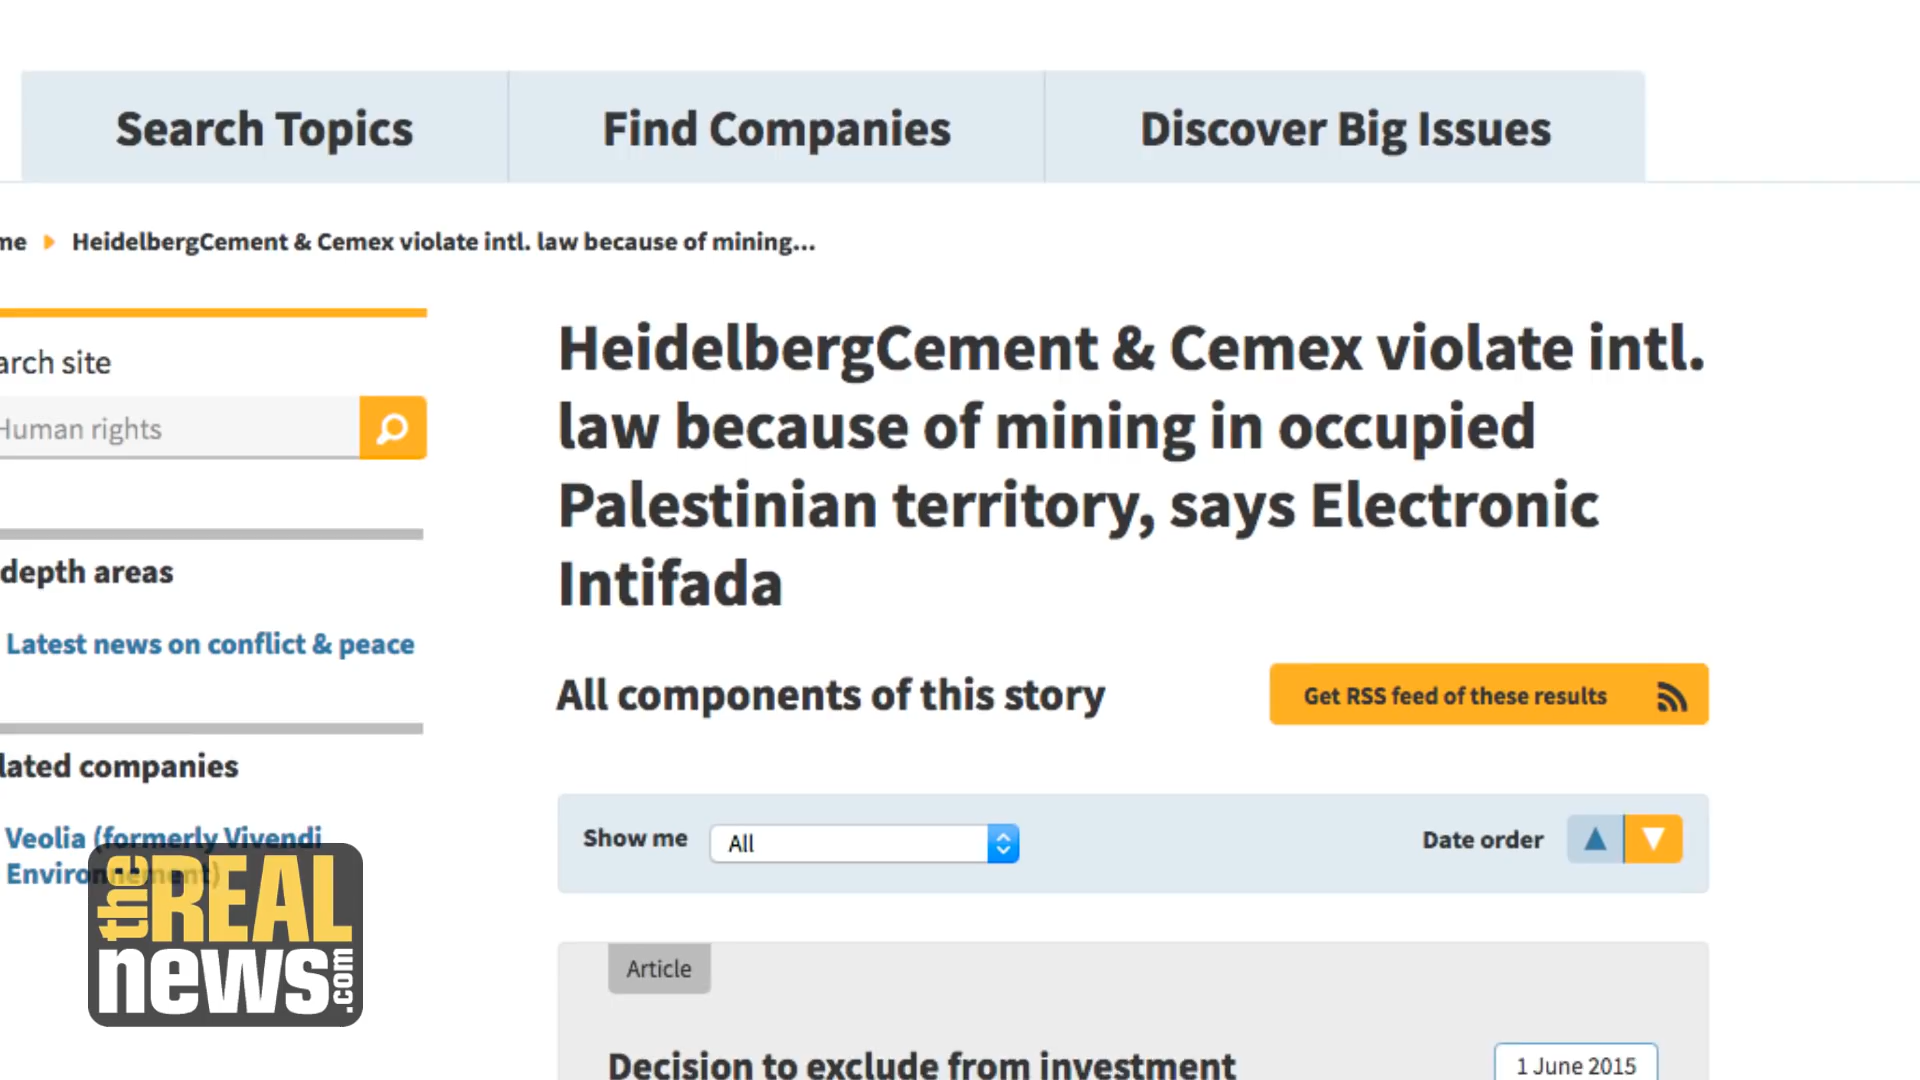 Search Topics
Find Companies
Discover Big Issues
me
HeidelbergCement & Cemex violate intl. law because of mining...
arch site
Human rights
HeidelbergCement & Cemex violate intl.
law because of mining in occupied
Palestinian territory, says Electronic
Intifada
depth areas
Latest news on conflict & peace
All components of this story
Get RSS feed of these results
lated companies
Veolia (formerly Vivendi
Environnement)
Show me
All
Date order
Article
Decision to exclude from investment
1 June 2015
the REAL
news.com